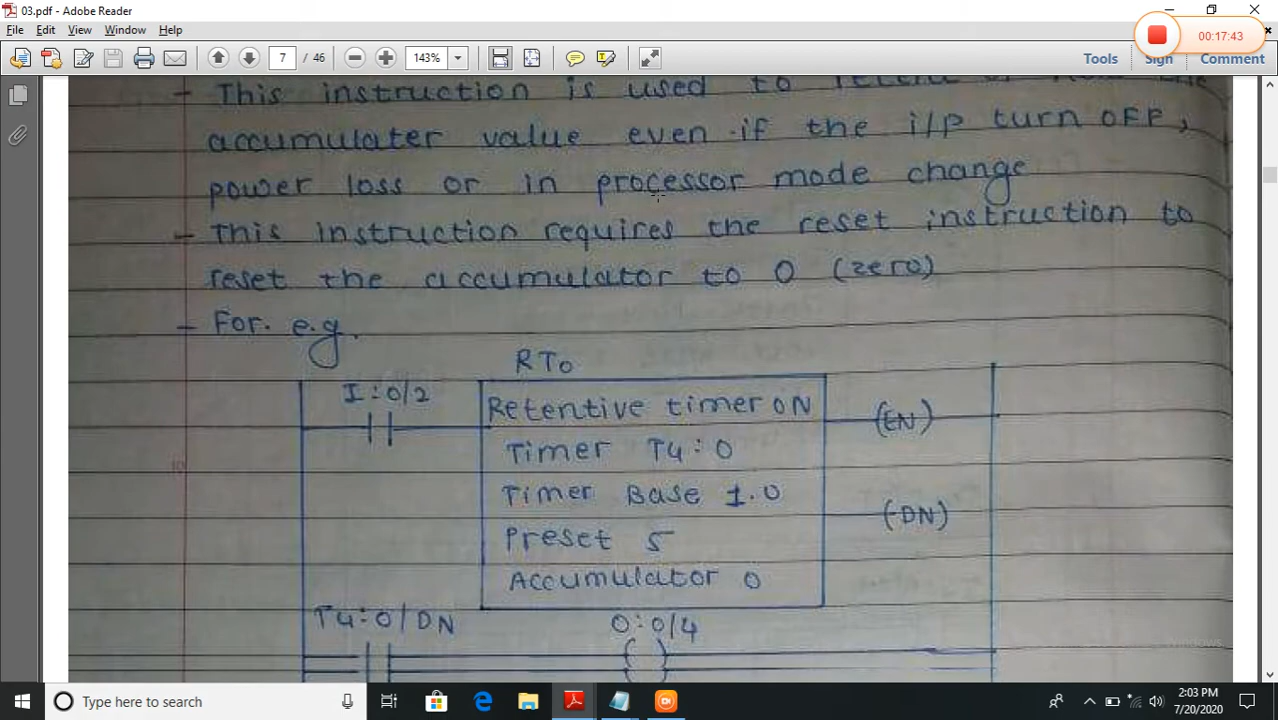 03.pdf - Adobe Reader
File Edit View Window Help
00:17:43
7 / 46
143%
Tools Sign Comment
- This instruction is used to the
accumulater value even if the i/p turn OFF,
power loss or in processor mode change
- This instruction requires the reset instruction to
reset the accumulator to 0 (zero)
- For. e.g.
RTO
I:0/2
Retentive timer ON
(EN)
Timer T4:0
Timer Base 1.0
(DN)
Preset 5
Accumulator 0
T4:0/DN
O:0/4
Type here to search
2:03 PM
7/20/2020